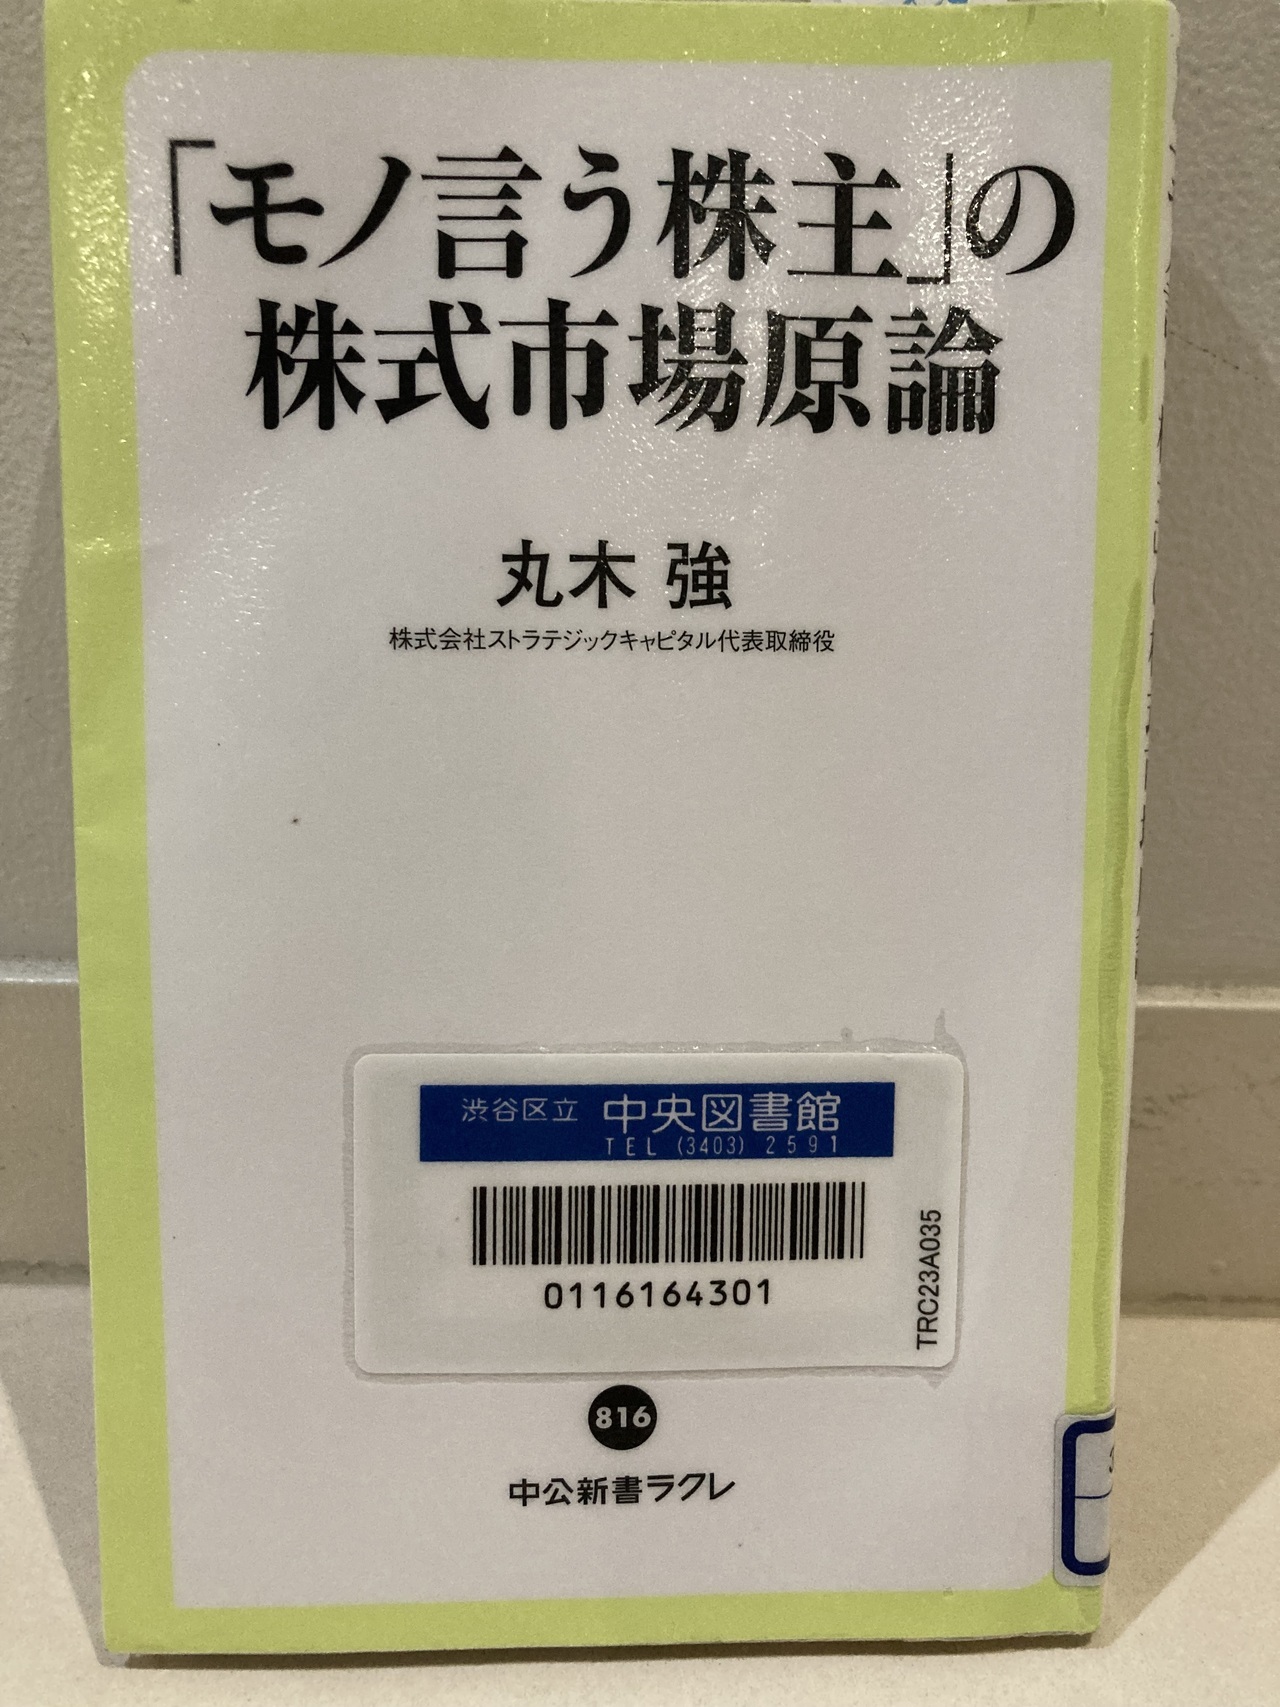 「モノ言う株主」の
株式市場原論
丸木 強
株式会社ストラテジックキャピタル代表取締役
渋谷区立 中央図書館
TEL (3403) 2591
0116164301
TRC23A035
816
中公新書ラクレ